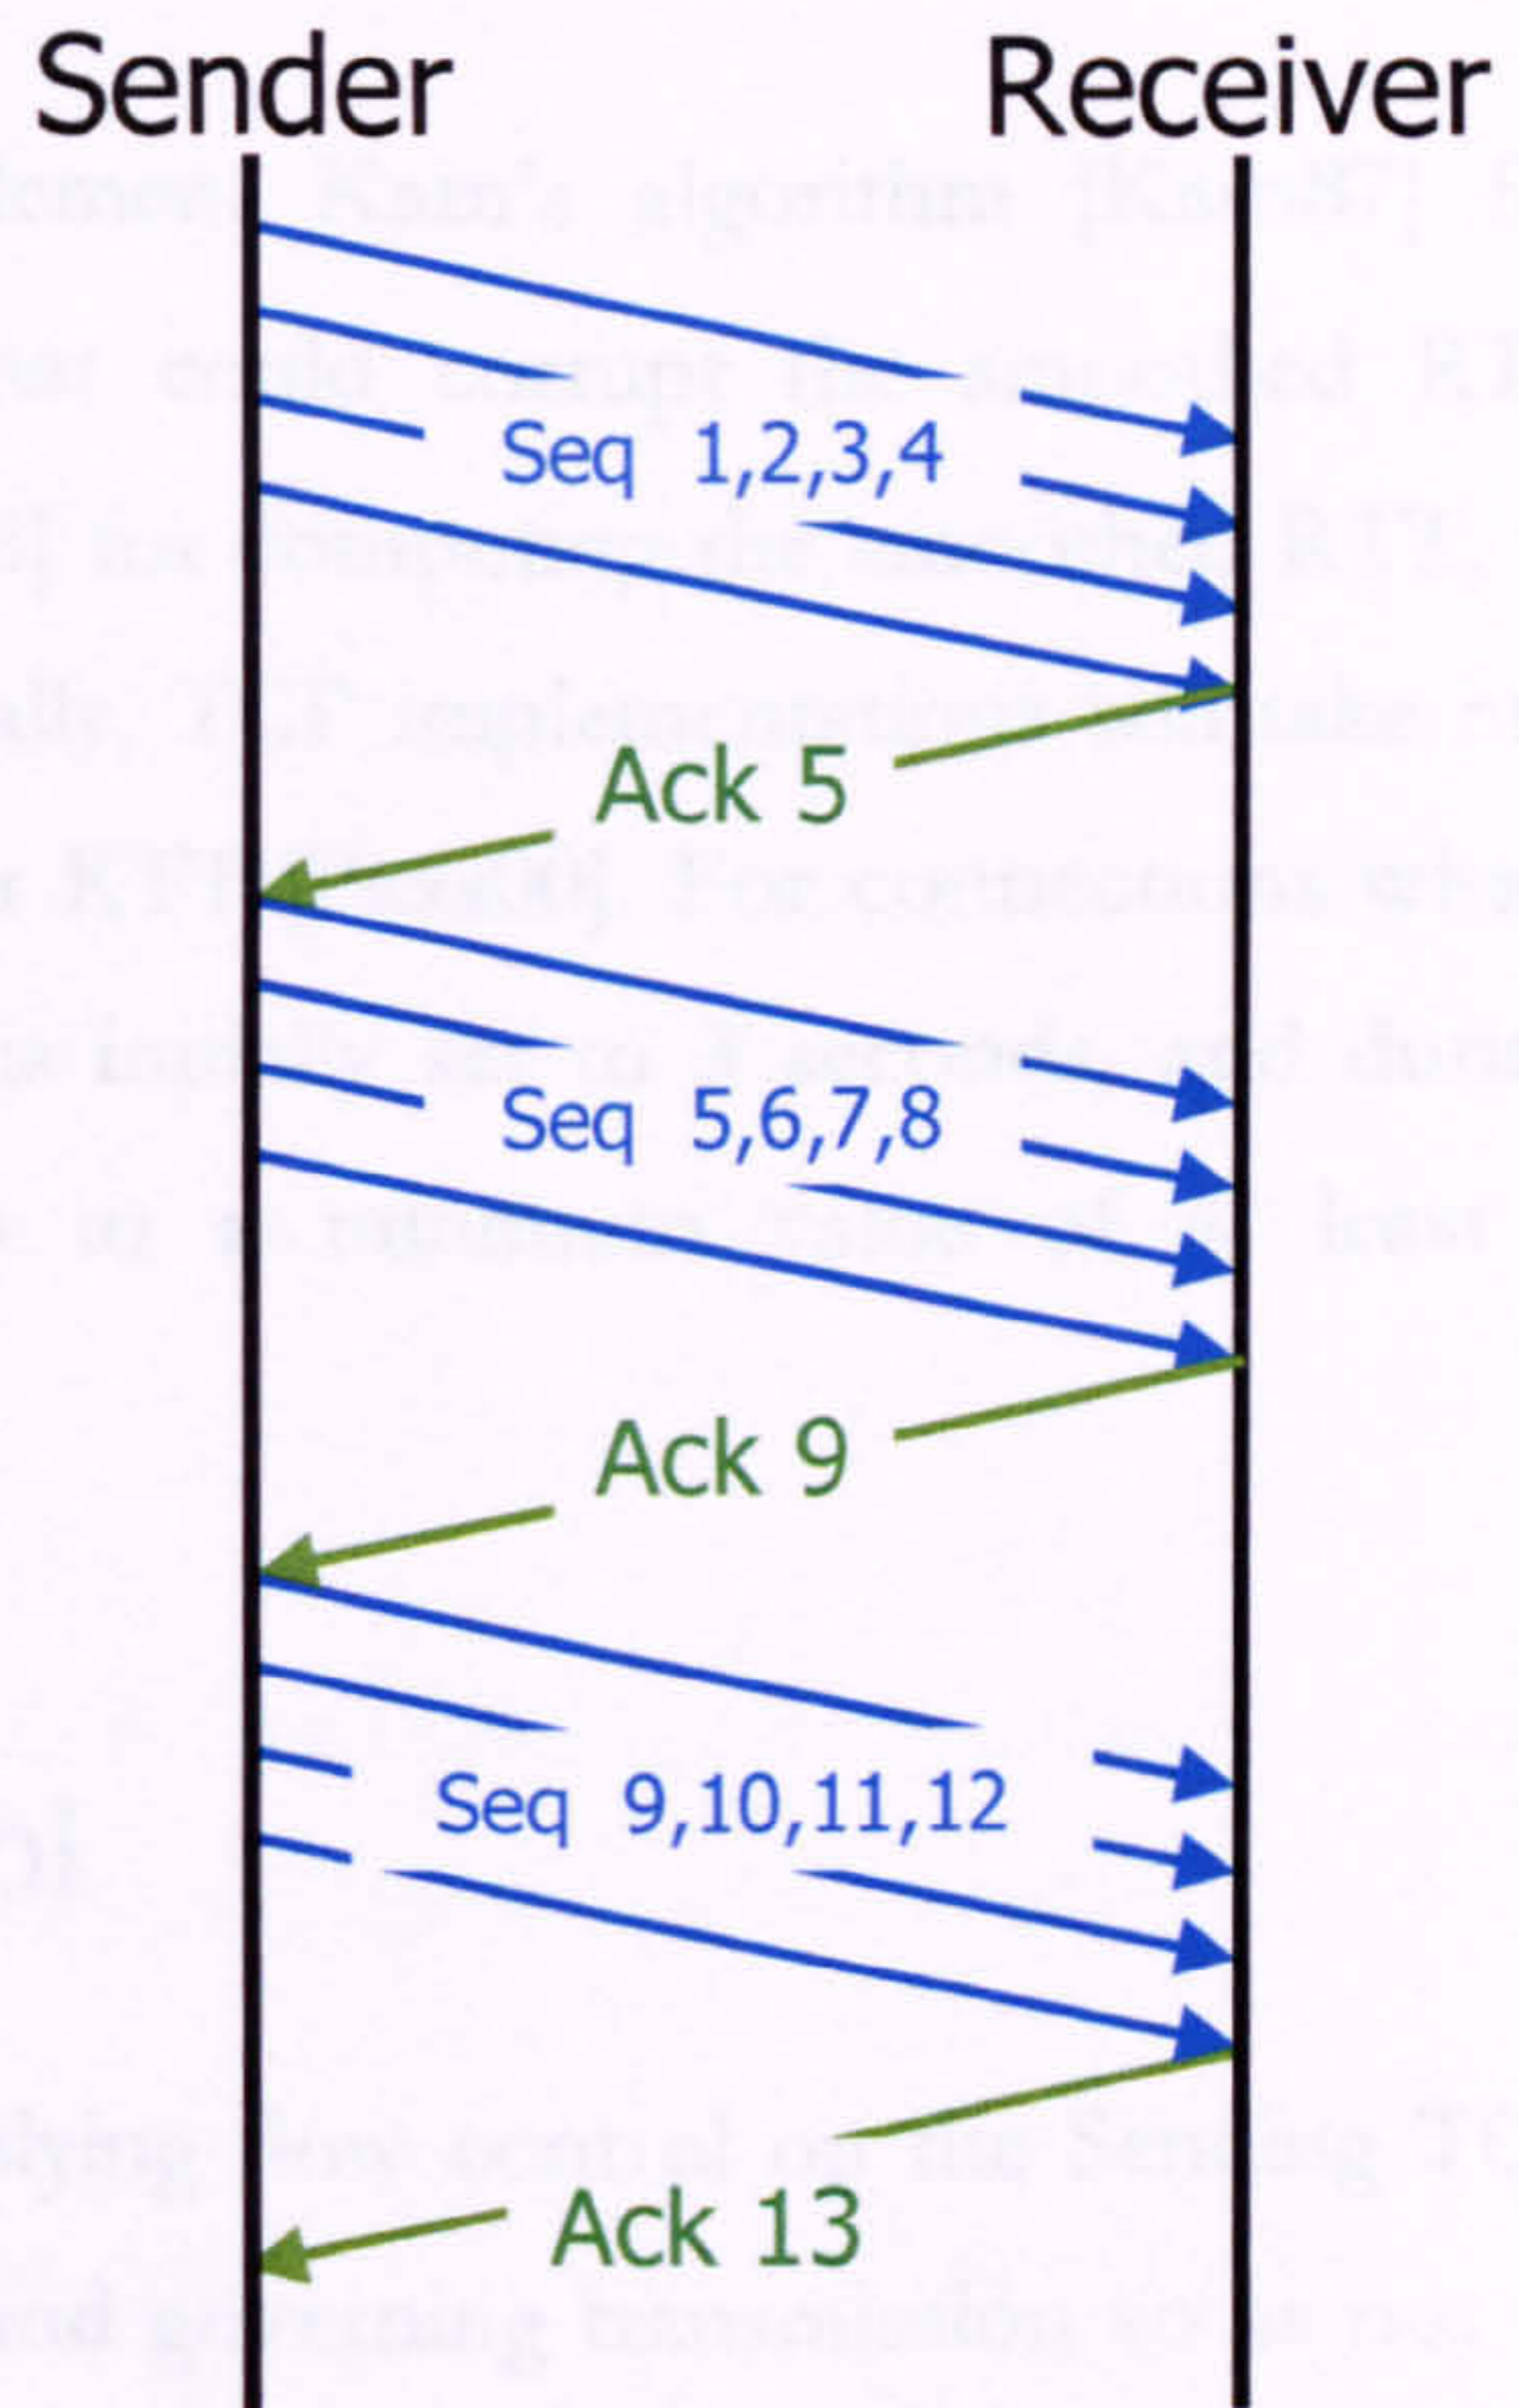 Sender Receiver
Seq 1,2,3,4
Ack 5
Seq 5,6,7,8
Ack 9
Seq 9,10,11,12
Ack 13